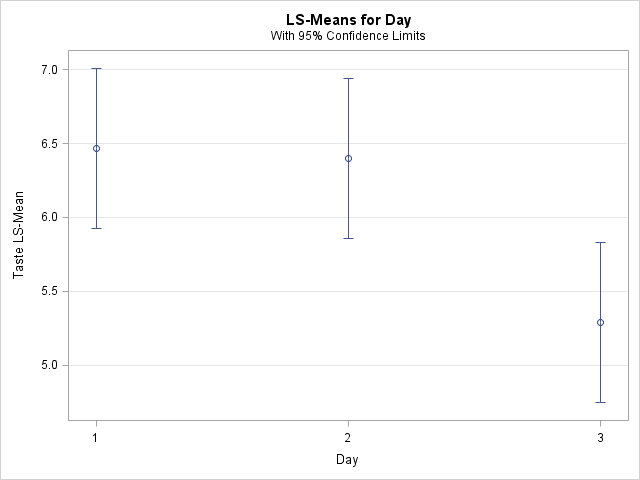 LS-Means for Day
With 95% Confidence Limits
7.0
6.5
6.0
5.5
5.0
Taste LS-Mean
1 2 3
Day